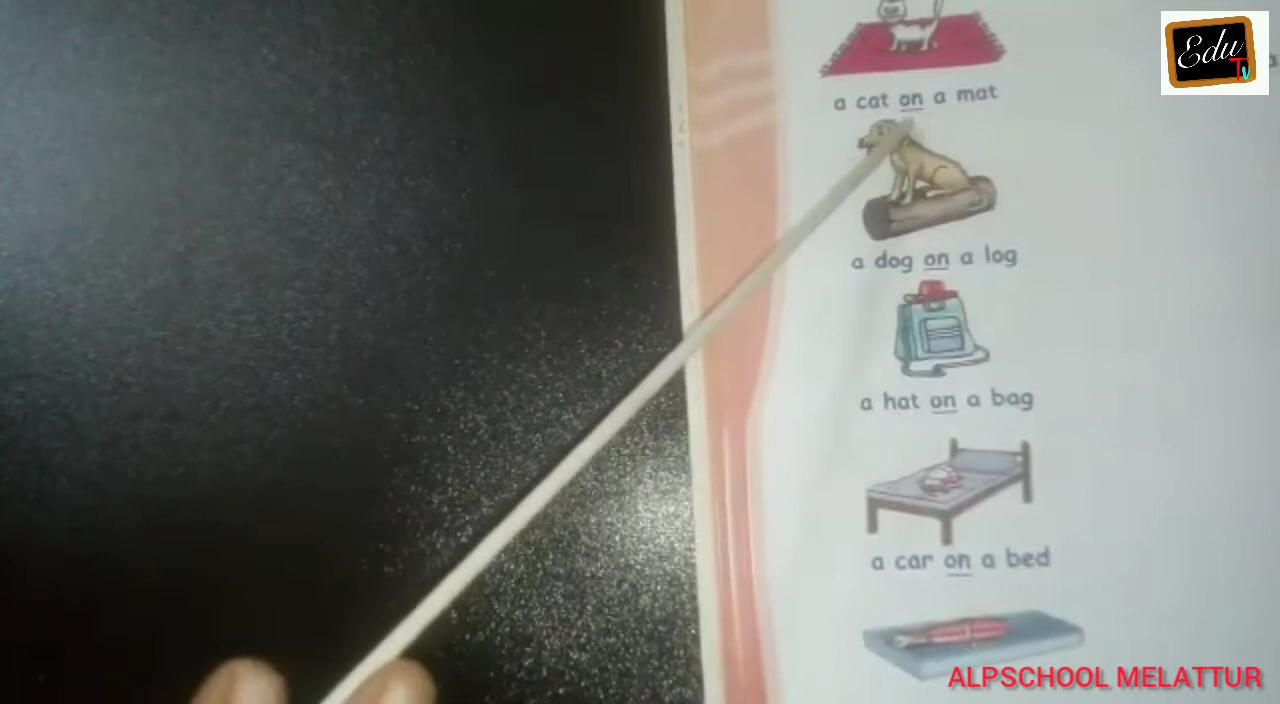 Edu
Tv
a cat on a mat
a dog on a log
a hat on a bag
a car on a bed
ALPSCHOOL MELATTUR